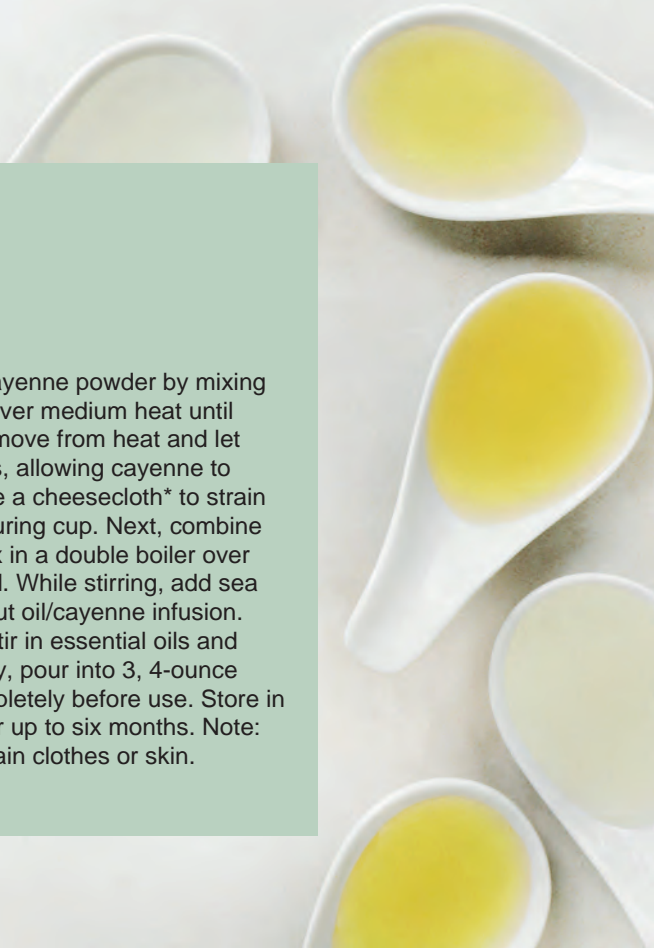 ayenne powder by mixing
ver medium heat until
move from heat and let
s, allowing cayenne to
e a cheesecloth* to strain
uring cup. Next, combine
x in a double boiler over
l. While stirring, add sea
ut oil/cayenne infusion.
tir in essential oils and
y, pour into 3, 4-ounce
pletely before use. Store in
r up to six months. Note:
ain clothes or skin.